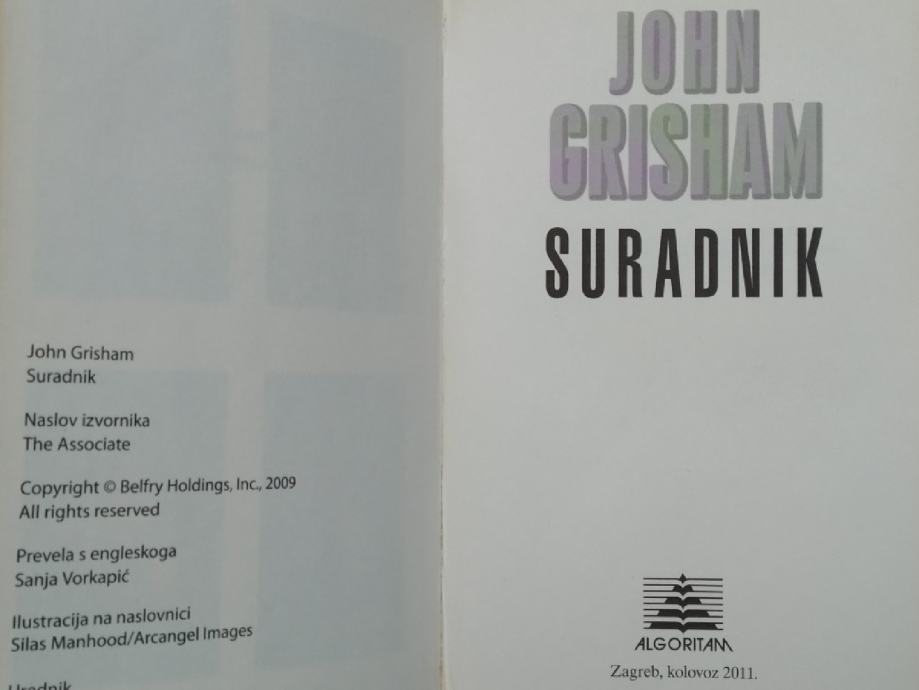 John Grisham
Suradnik
Naslov izvornika
The Associate
Copyright © Belfry Holdings, Inc., 2009
All rights reserved
Prevela s engleskoga
Sanja Vorkapić
Ilustracija na naslovnici
Silas Manhood/Arcangel Images
Urednik
JOHN
GRISHAM
SURADNIK
ALGORITAM
Zagreb, kolovoz 2011.